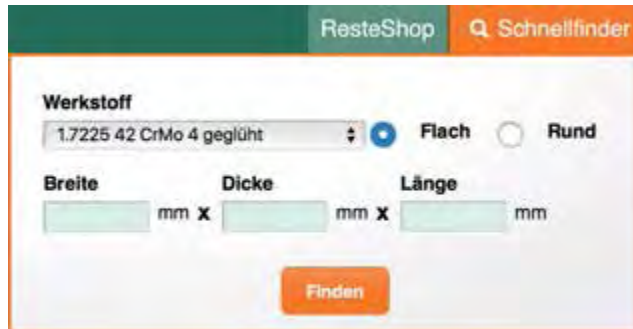 ResteShop Schnellfinder
Werkstoff
1.7225 42 CrMo 4 geglüht Flach Rund
Breite Dicke Länge
mm x mm x mm
Finden